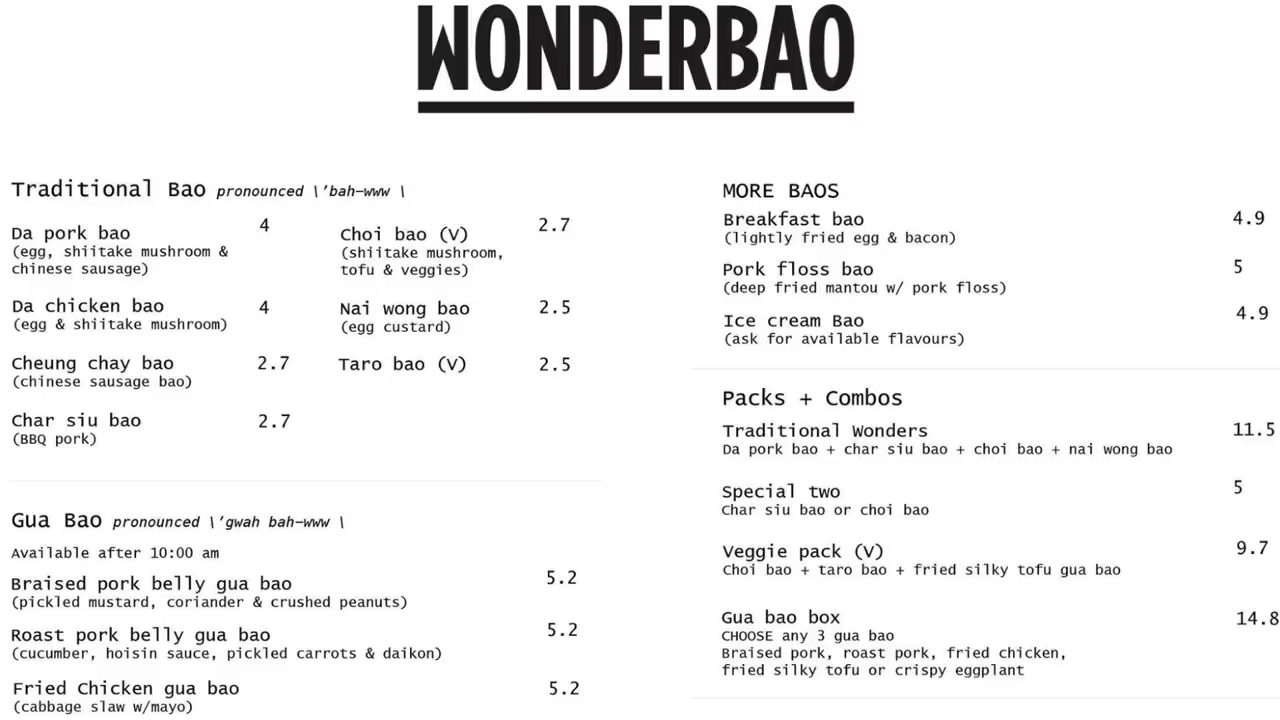 WONDERBAO
Traditional Bao pronounced \'bah-www \
Da pork bao 4
(egg, shiitake mushroom &
chinese sausage)
Da chicken bao 4
(egg & shiitake mushroom)
Cheung chay bao 2.7
(chinese sausage bao)
Char siu bao 2.7
(BBQ pork)
Choi bao (V) 2.7
(shiitake mushroom,
tofu & veggies)
Nai wong bao 2.5
(egg custard)
Taro bao (V) 2.5
Gua Bao pronounced \'gwah bah-www \
Available after 10:00 am
Braised pork belly gua bao 5.2
(pickled mustard, coriander & crushed peanuts)
Roast pork belly gua bao 5.2
(cucumber, hoisin sauce, pickled carrots & daikon)
Fried Chicken gua bao 5.2
(cabbage slaw w/mayo)
MORE BAOS
Breakfast bao 4.9
(lightly fried egg & bacon)
Pork floss bao 5
(deep fried mantou w/ pork floss)
Ice cream Bao 4.9
(ask for available flavours)
Packs + Combos
Traditional Wonders 11.5
Da pork bao + char siu bao + choi bao + nai wong bao
Special two 5
Char siu bao or choi bao
Veggie pack (V) 9.7
Choi bao + taro bao + fried silky tofu gua bao
Gua bao box 14.8
CHOOSE any 3 gua bao
Braised pork, roast pork, fried chicken,
fried silky tofu or crispy eggplant